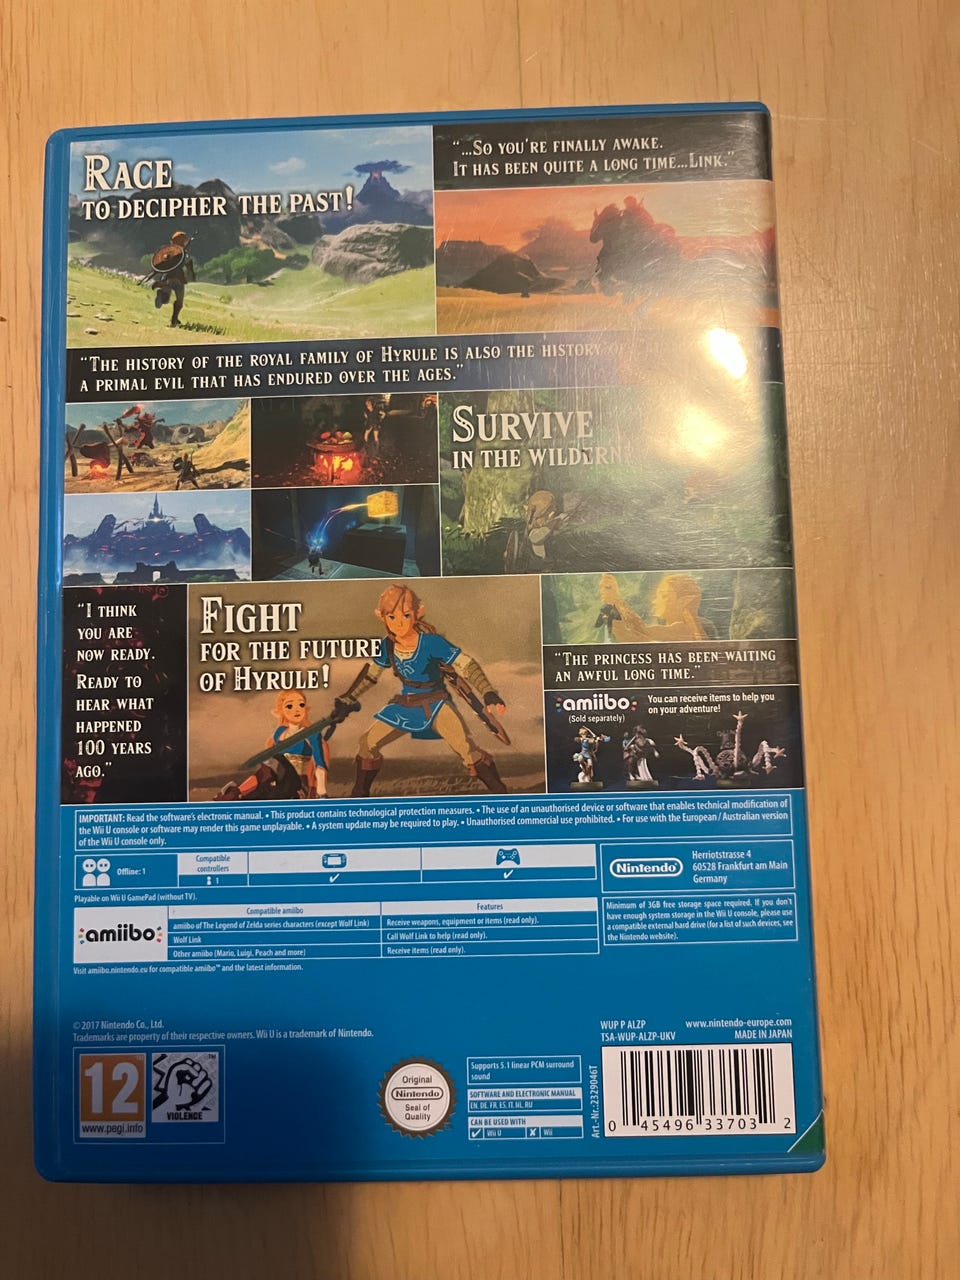 RACE
TO DECIPHER THE PAST!
"...SO YOU'RE FINALLY AWAKE.
IT HAS BEEN QUITE A LONG TIME...LINK."
"THE HISTORY OF THE ROYAL FAMILY OF HYRULE IS ALSO THE HISTORY OF
A PRIMAL EVIL THAT HAS ENDURED OVER THE AGES."
SURVIVE
IN THE
"I THINK
YOU ARE
NOW READY.
READY TO
HEAR WHAT
HAPPENED
100 YEARS
AGO."
FIGHT
FOR THE FUTURE
OF HYRULE!
"THE PRINCESS HAS BEEN WAITING
AN AWFUL LONG TIME."
amiibo
(Sold separately)
You can receive items to help you
on your adventure!
IMPORTANT: Read the software's electronic manual. • This product contains technological protection measures. • The use of an unauthorised device or software that enables technical modification of
the Wii U console or software may render this game unplayable. • A system update may be required to play. • Unauthorised commercial use prohibited. • For use with the European / Australian version
of the Wii U console only.
Offline: 1
Compatible
controllers
1
✓
✓
Nintendo
Herriotstrasse 4
60528 Frankfurt am Main
Germany
Playable on Wii U GamePad (without TV).
amiibo
Compatible amiibo
Features
amiibo of The Legend of Zelda series characters (except Wolf Link)
Receive weapons, equipment or items (read only).
Wolf Link
Call Wolf Link to help (read only).
Other amiibo (Mario, Luigi, Peach and more)
Receive items (read only).
Visit amiibo.nintendo.eu for compatible amiibo™ and the latest information.
Minimum of 3GB free storage space required. If you don't
have enough system storage in the Wii U console, please use
a compatible external hard drive (for a list of such devices, see
the Nintendo website).
© 2017 Nintendo Co., Ltd.
Trademarks are property of their respective owners. Wii U is a trademark of Nintendo.
WUP P ALZP
www.nintendo-europe.com
TSA-WUP-ALZP-UKV
MADE IN JAPAN
12
www.pegi.info
TM
VIOLENCE
Original
Nintendo
Seal of
Quality
Supports 5.1 linear PCM surround
sound
SOFTWARE AND ELECTRONIC MANUAL
EN, DE, FR, ES, IT, NL, RU
CAN BE USED WITH
✓ Wii U
✗ Wii
Art.-Nr.:2329046T
0 45496 33703 2